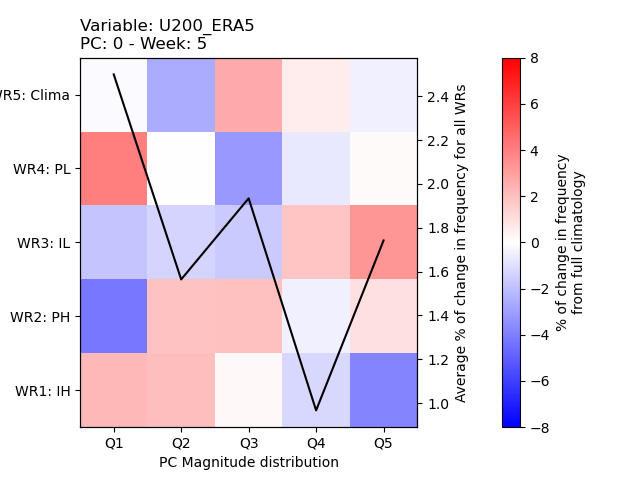 Variable: U200_ERA5
PC: 0 - Week: 5
WR5: Clima
WR4: PL
WR3: IL
WR2: PH
WR1: IH
Q1 Q2 Q3 Q4 Q5
PC Magnitude distribution
2.4
2.2
2.0
1.8
1.6
1.4
1.2
1.0
Average % of change in frequency for all WRs
8
6
4
2
0
−2
−4
−6
−8
% of change in frequency
from full climatology